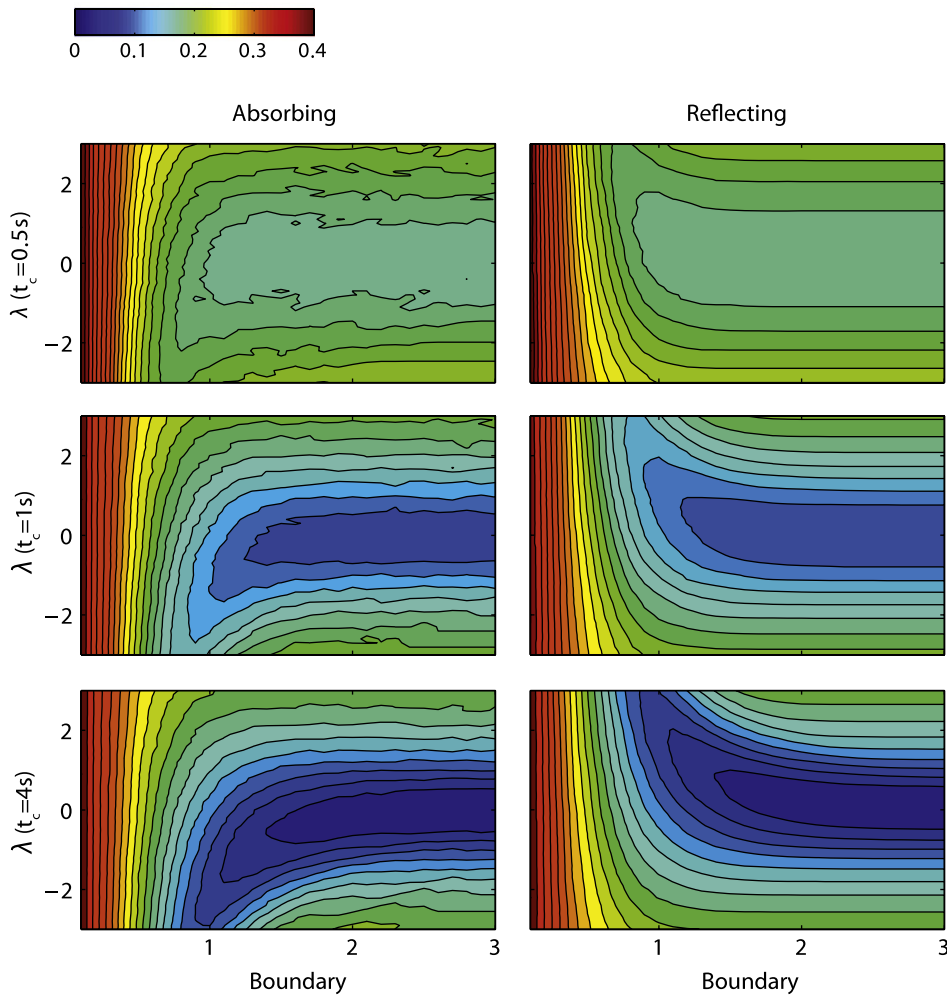 0 0.1 0.2 0.3 0.4
Absorbing Reflecting
λ (t_c=0.5s)
2
0
−2
λ (t_c=1s)
2
0
−2
λ (t_c=4s)
2
0
−2
1 2 3 1 2 3
Boundary Boundary